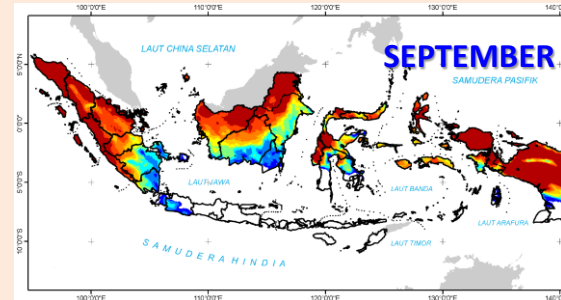 100°0'0"E 110°0'0"E 120°0'0"E 130°0'0"E 140°0'
LAUT CHINA SELATAN
SEPTEMBER
SAMUDERA PASIFIK
5°0'0"N
0°0'0"
5°0'0"S
10°0'0"S
LAUT JAWA
LAUT BANDA
LAUT ARAFURA
LAUT TIMOR
SAMUDERA HINDIA
100°0'0"E 110°0'0"E 120°0'0"E 130°0'0"E 140°0'